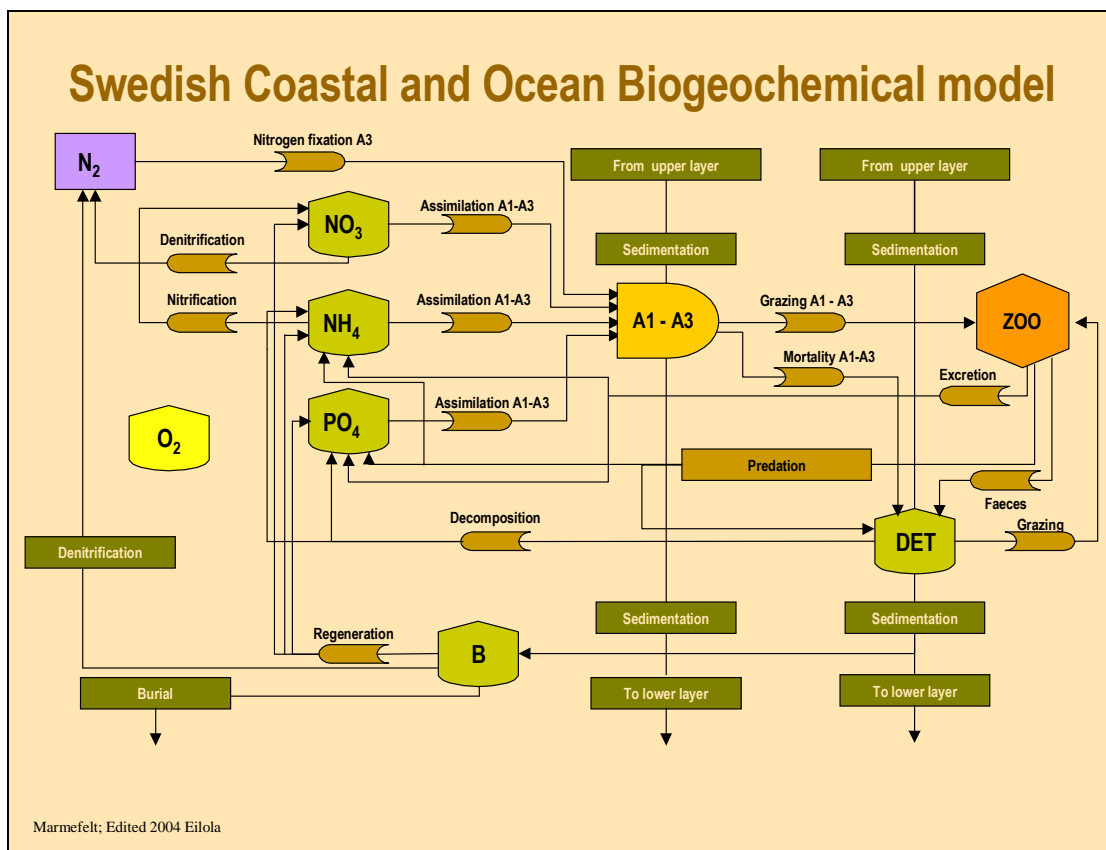 Swedish Coastal and Ocean Biogeochemical model
N₂
Nitrogen fixation A3
From upper layer
From upper layer
NO₃
Assimilation A1-A3
Denitrification
Sedimentation
Sedimentation
Nitrification
NH₄
Assimilation A1-A3
A1 - A3
Grazing A1 - A3
ZOO
Mortality A1-A3
Excretion
PO₄
Assimilation A1-A3
O₂
Predation
Faeces
Decomposition
DET
Grazing
Denitrification
Sedimentation
Sedimentation
Regeneration
B
Burial
To lower layer
To lower layer
Marmefelt; Edited 2004 Eilola